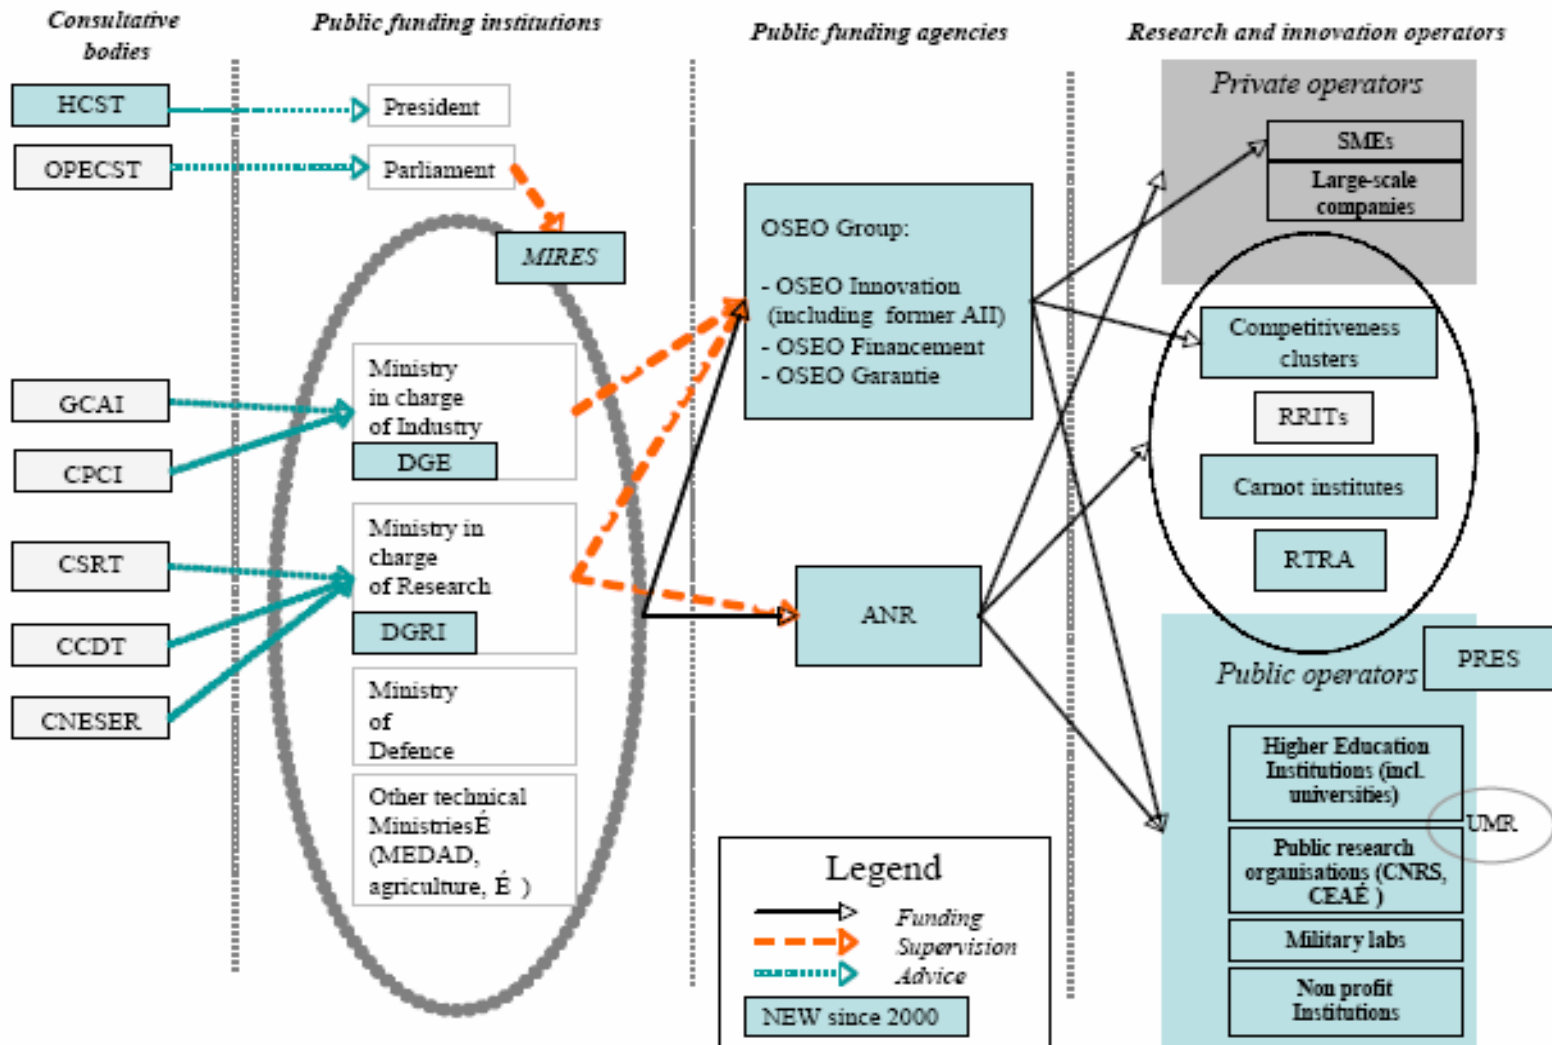 Consultative
bodies
Public funding institutions
Public funding agencies
Research and innovation operators
HCST
OPECST
GCAI
CPCI
CSRT
CCDT
CNESER
President
Parliament
MIRES
Ministry
in charge
of Industry
DGE
Ministry in
charge
of Research
DGRI
Ministry
of
Defence
Other technical
MinistriesÉ
(MEDAD,
agriculture, É )
OSEO Group:
- OSEO Innovation
(including former AII)
- OSEO Financement
- OSEO Garantie
ANR
Legend
Funding
Supervision
Advice
NEW since 2000
Private operators
SMEs
Large-scale
companies
Competitiveness
clusters
RRITs
Carnot institutes
RTRA
PRES
Public operators
Higher Education
Institutions (incl.
universities)
UMR
Public research
organisations (CNRS,
CEAÉ )
Military labs
Non profit
Institutions